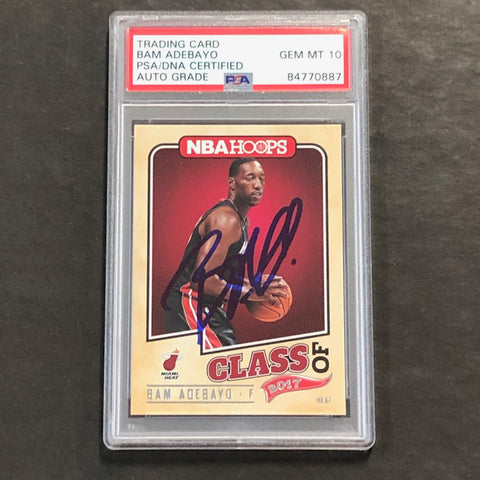 TRADING CARD
BAM ADEBAYO
PSA/DNA CERTIFIED
AUTO GRADE
PSA
GEM MT 10
84770887
NBA HOOPS
CLASS OF
2017
MIAMI
HEAT
BAM ADEBAYO · F
HEAT